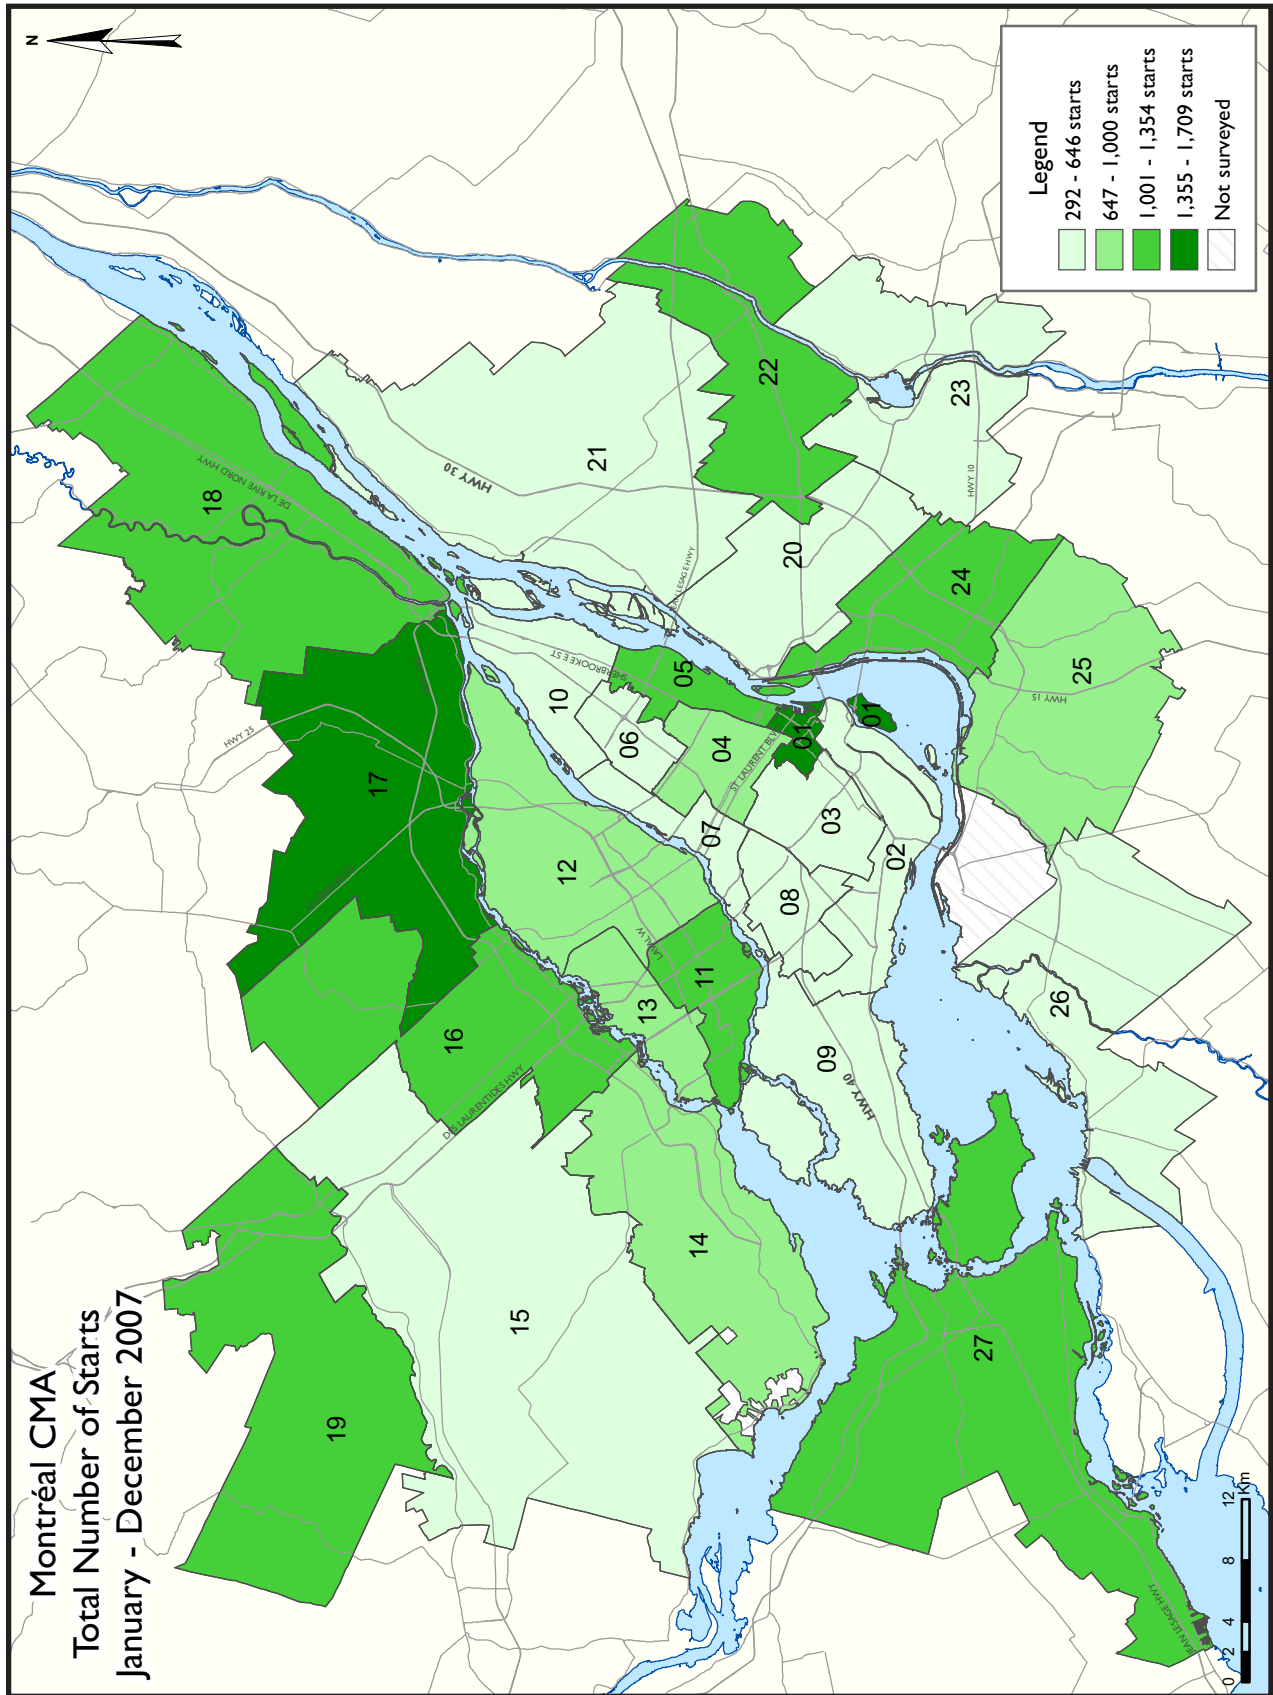 Montréal CMA
Total Number of Starts
January - December 2007
N
Legend
292 - 646 starts
647 - 1,000 starts
1,001 - 1,354 starts
1,355 - 1,709 starts
Not surveyed
18
DE LA RIVE NORD HWY
HWY 25
17
HWY 30
21
22
23
HWY 10
20
24
25
HWY 15
SHERBROOKE E ST
05
10
06
04
ST LAURENT BLV
01
01
07
03
02
08
12
LAVAL W
11
13
16
DES LAURENTIDES HWY
09
HWY 40
26
14
15
19
27
JEAN LESAGE HWY
0 2 4 8 12
Km